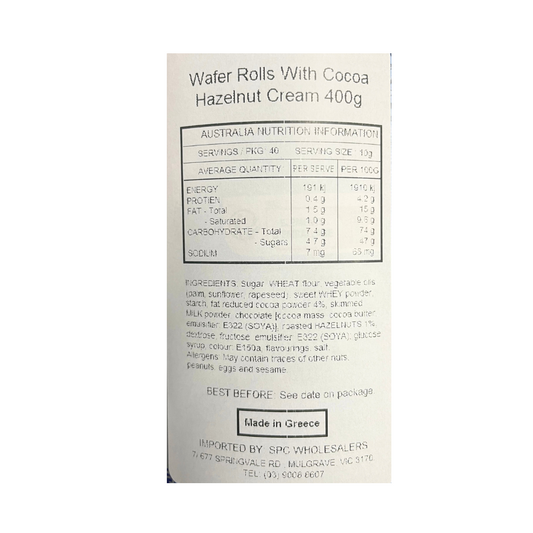 Wafer Rolls With Cocoa
Hazelnut Cream 400g
AUSTRALIA NUTRITION INFORMATION
SERVINGS / PKG: 40 SERVING SIZE: 10g
AVERAGE QUANTITY PER SERVE PER 100G
ENERGY 191 kj 1910 kj
PROTIEN 0.4 g 4.2 g
FAT - Total 1.5 g 15 g
- Saturated 1.0 g 9.8 g
CARBOHYDRATE - Total 7.4 g 74 g
- Sugars 4.7 g 47 g
SODIUM 7 mg 65 mg
INGREDIENTS: Sugar, WHEAT flour, vegetable oils
(palm, sunflower, rapeseed), sweet WHEY powder,
starch, fat reduced cocoa powder 4%, skimmed
MILK powder, chocolate [cocoa mass, cocoa butter,
emulsifier: E322 (SOYA)], roasted HAZELNUTS 1%,
dextrose, fructose, emulsifier: E322 (SOYA), glucose
syrup, colour: E150a, flavourings, salt.
Allergens: May contain traces of other nuts,
peanuts, eggs and sesame.
BEST BEFORE: See date on package
Made in Greece
IMPORTED BY: SPC WHOLESALERS
7/ 677 SPRINGVALE RD, MULGRAVE VIC 3170
TEL: (03) 9008 6607